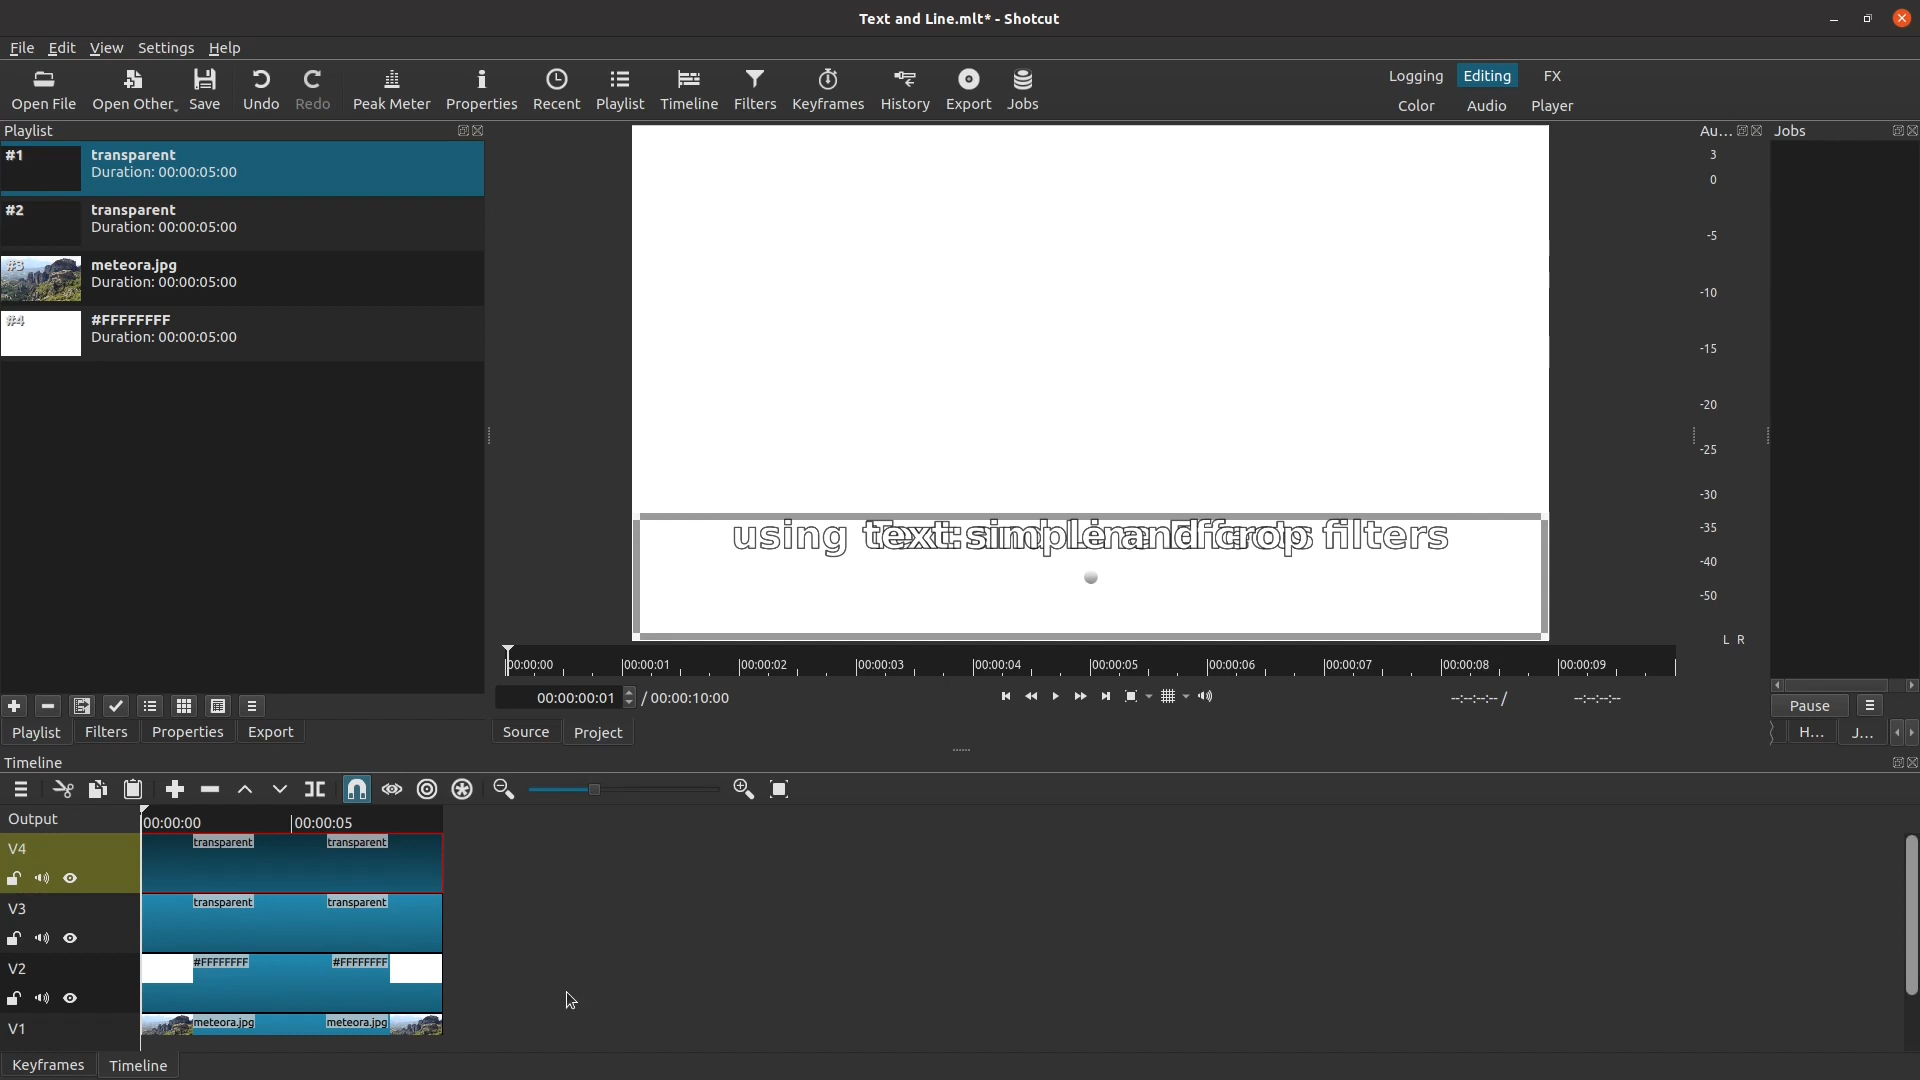 Text and Line.mlt* - Shotcut
File Edit View Settings Help
Open File Open Other Save Undo Redo Peak Meter Properties Recent Playlist Timeline Filters Keyframes History Export Jobs
Logging Editing FX
Color Audio Player
Playlist
#1 transparent
Duration: 00:00:05:00
#2 transparent
Duration: 00:00:05:00
#3 meteora.jpg
Duration: 00:00:05:00
#4 #FFFFFFFF
Duration: 00:00:05:00
using text:simple and crop filters
Au...
3
0
-5
-10
-15
-20
-25
-30
-35
-40
-50
L R
Jobs
Pause
H... J...
00:00:00 00:00:01 00:00:02 00:00:03 00:00:04 00:00:05 00:00:06 00:00:07 00:00:08 00:00:09
00:00:00:01 / 00:00:10:00 --:--:--:-- / --:--:--:--
Playlist Filters Properties Export
Source Project
Timeline
Output 00:00:00 00:00:05
V4 transparent transparent
V3 transparent transparent
V2 #FFFFFFFF #FFFFFFFF
V1 meteora.jpg meteora.jpg
Keyframes Timeline